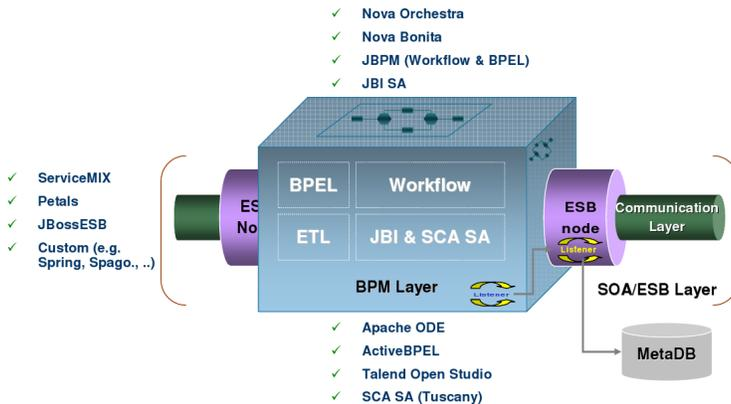 Nova Orchestra
Nova Bonita
JBPM (Workflow & BPEL)
JBI SA
ServiceMIX
Petals
JBossESB
Custom (e.g.
Spring, Spago., ..)
BPEL
Workflow
ETL
JBI & SCA SA
BPM Layer
Listener
ESB
node
Listener
Communication
Layer
SOA/ESB Layer
MetaDB
Apache ODE
ActiveBPEL
Talend Open Studio
SCA SA (Tuscany)